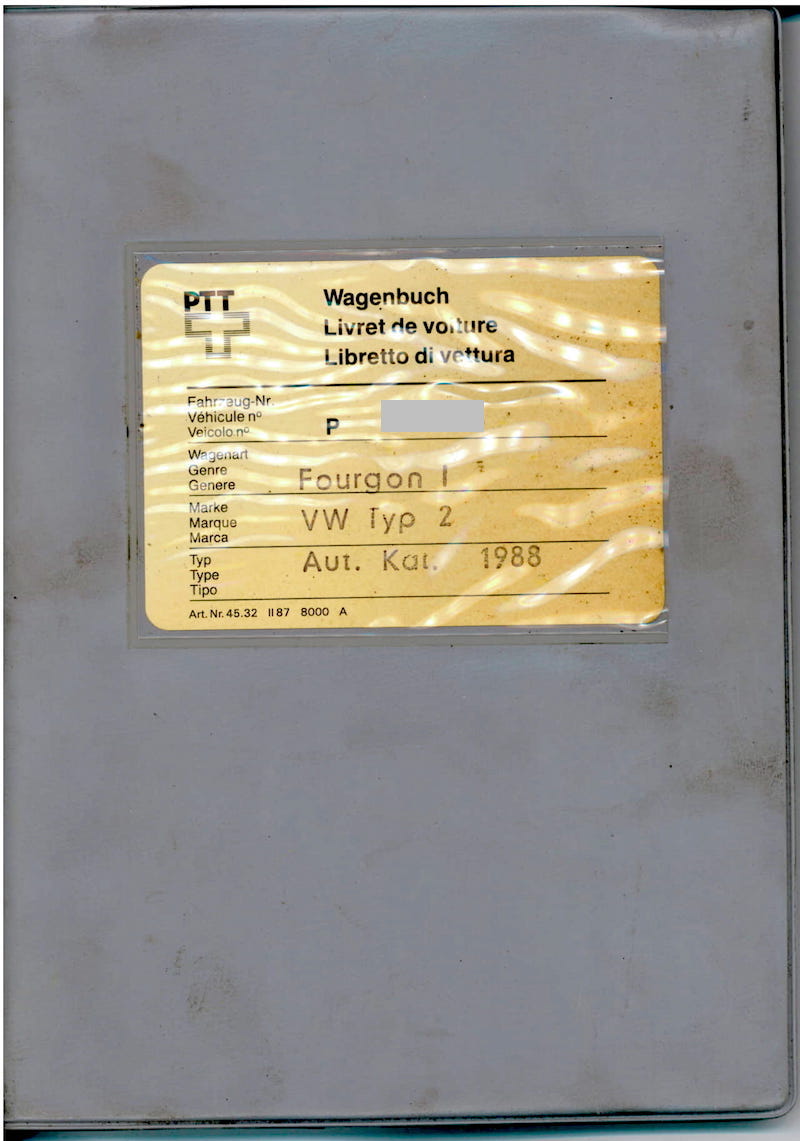 PTT
Wagenbuch
Livret de voiture
Libretto di vettura
Fahrzeug-Nr.
Véhicule nº
Veicolo nº
P
Wagenart
Genre
Genere
Fourgon I
Marke
Marque
Marca
VW Typ 2
Typ
Type
Tipo
Aut. Kat. 1988
Art. Nr. 45.32 II 87 8000 A